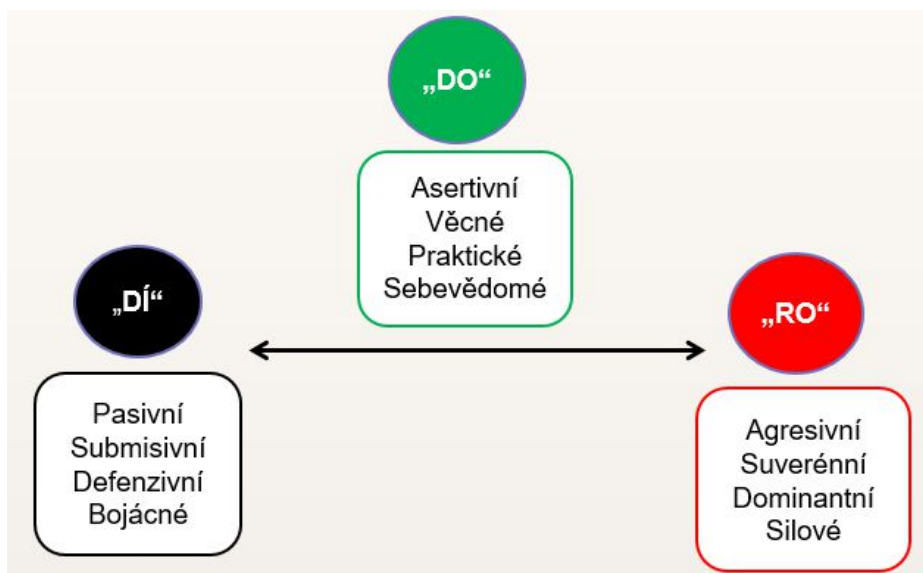 „DO“
Asertivní
Věcné
Praktické
Sebevědomé
„DÍ“
Pasivní
Submisivní
Defenzivní
Bojácné
„RO“
Agresivní
Suverénní
Dominantní
Silové